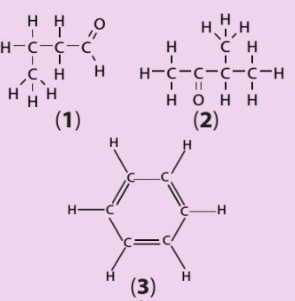 H H O
H—C—C—C
C H H
H H
H
(1)
H
H H
H C H
H—C—C—C—C—H
H O H H
(2)
H H
C—C
H—C C—H
C=C
H H
(3)